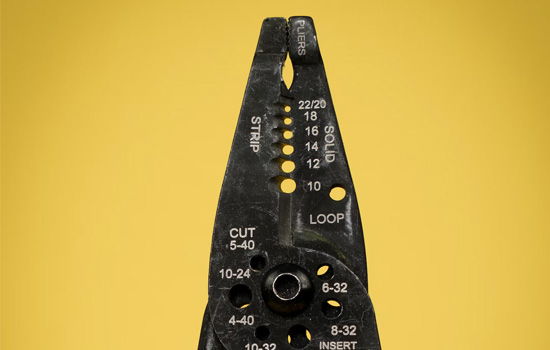 PLIERS
STRIP
SOLID
22/20
18
16
14
12
10
LOOP
CUT
5-40
10-24
6-32
4-40
8-32
10-32
INSERT